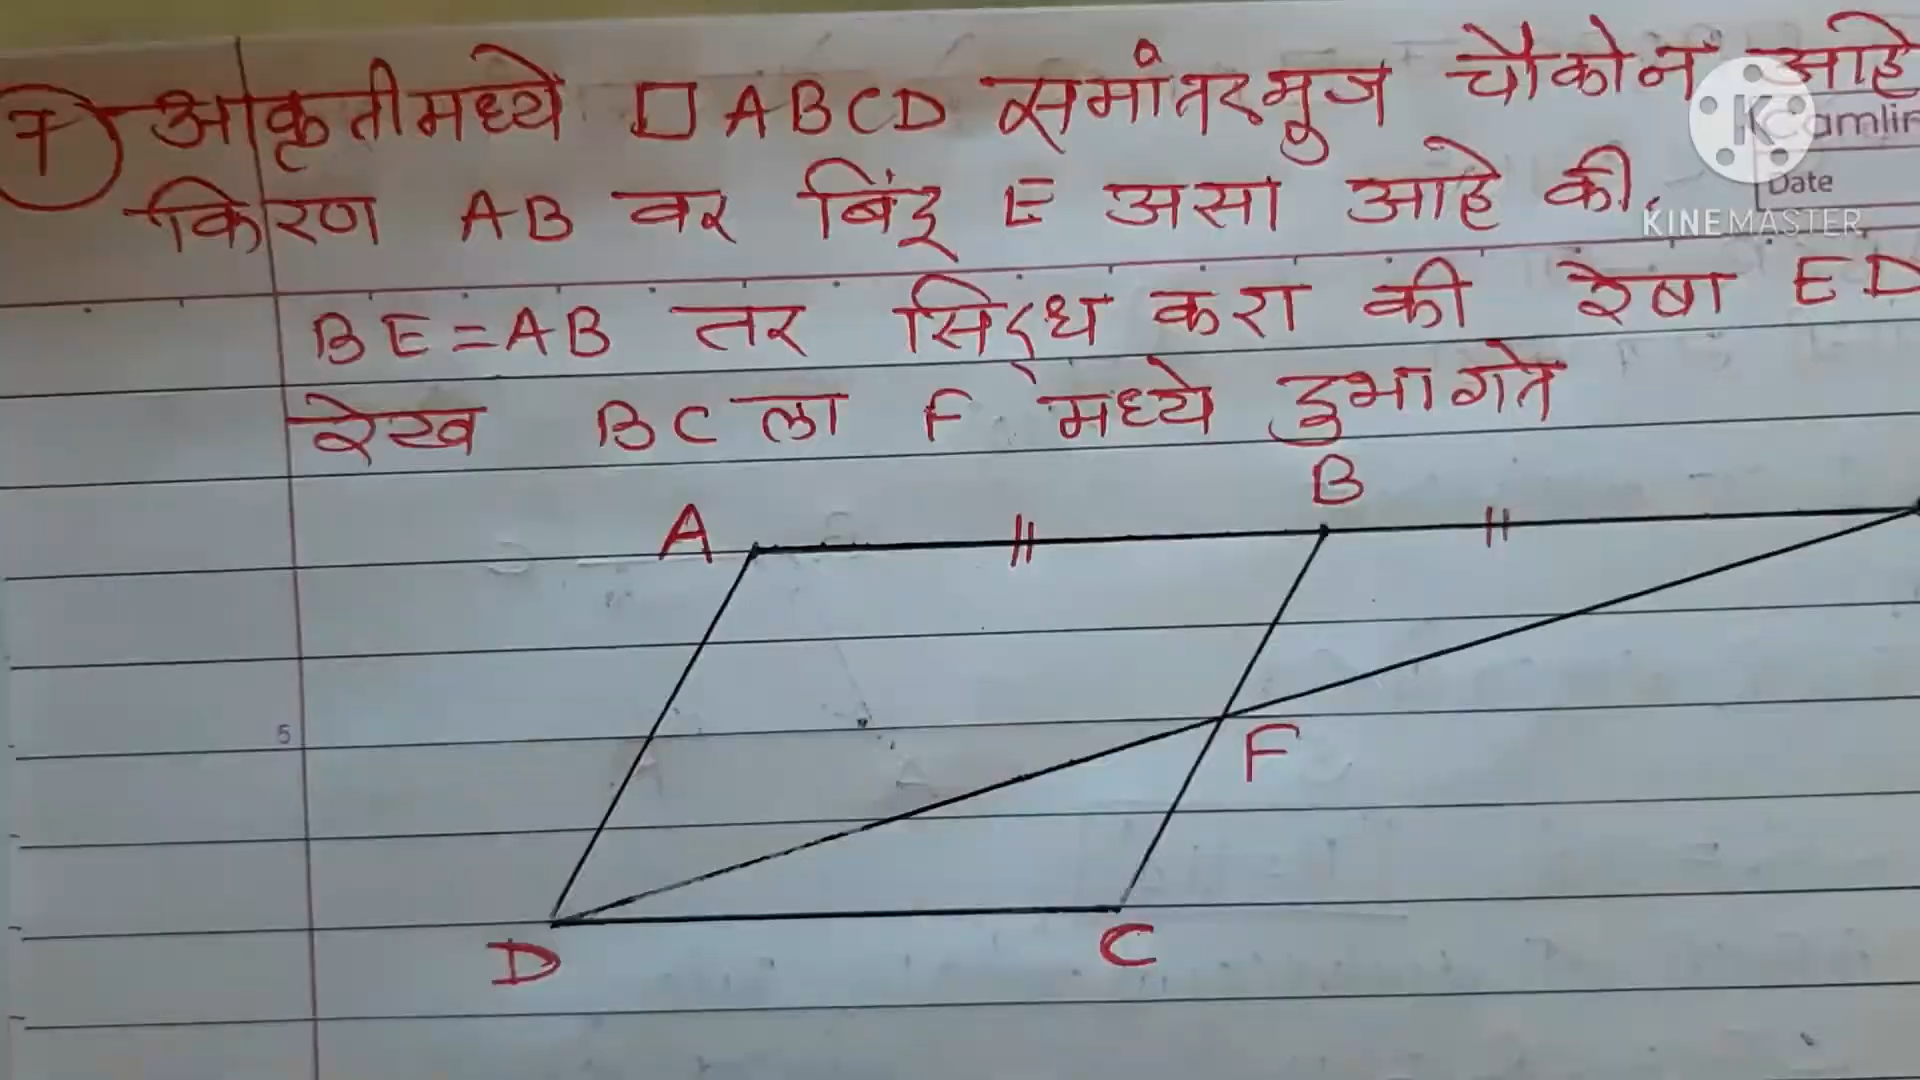 7 आकृतीमध्ये □ABCD समांतरभूज चौकोन आहे
किरण AB वर बिंदू E असा आहे की,
BE=AB तर सिद्ध करा की रेषा ED
रेख BC ला F मध्ये दुभागते
A
B
F
D
C
5
Camlin
Date
K
KINEMASTER